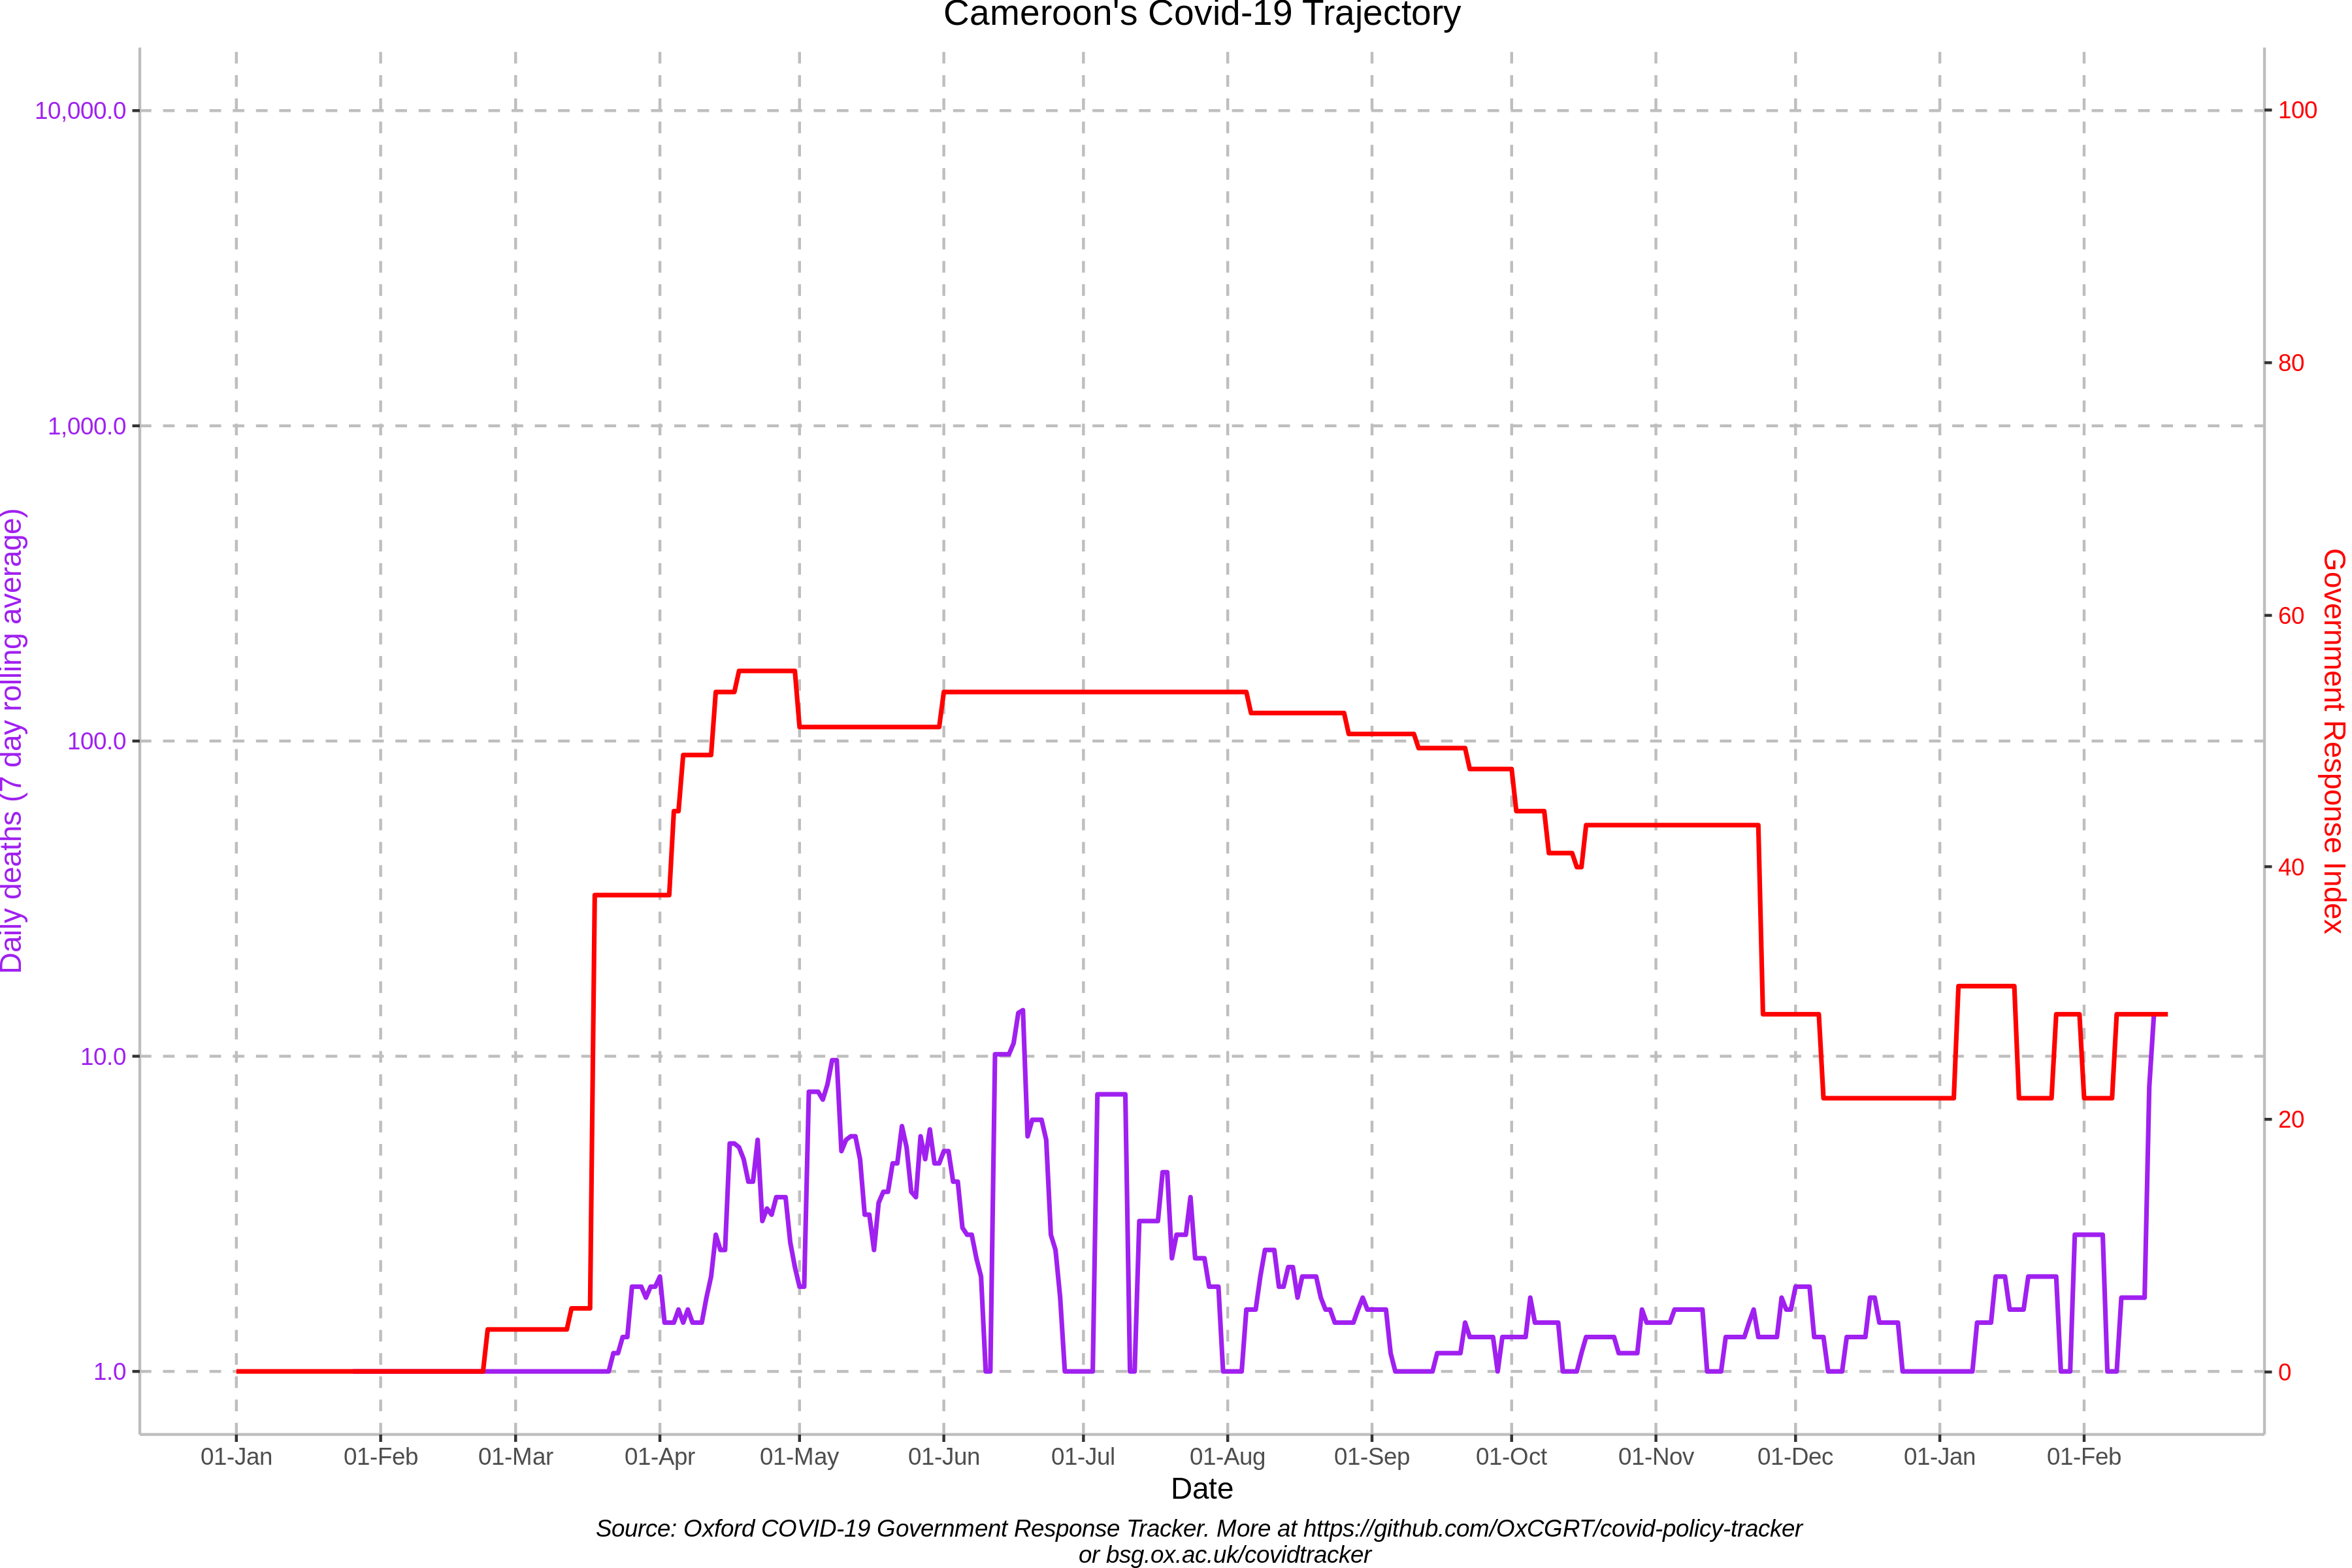 Cameroon's Covid-19 Trajectory
10,000.0
1,000.0
100.0
10.0
1.0
Daily deaths (7 day rolling average)
100
80
60
40
20
0
Government Response Index
01-Jan
01-Feb
01-Mar
01-Apr
01-May
01-Jun
01-Jul
01-Aug
01-Sep
01-Oct
01-Nov
01-Dec
01-Jan
01-Feb
Date
Source: Oxford COVID-19 Government Response Tracker. More at https://github.com/OxCGRT/covid-policy-tracker
or bsg.ox.ac.uk/covidtracker